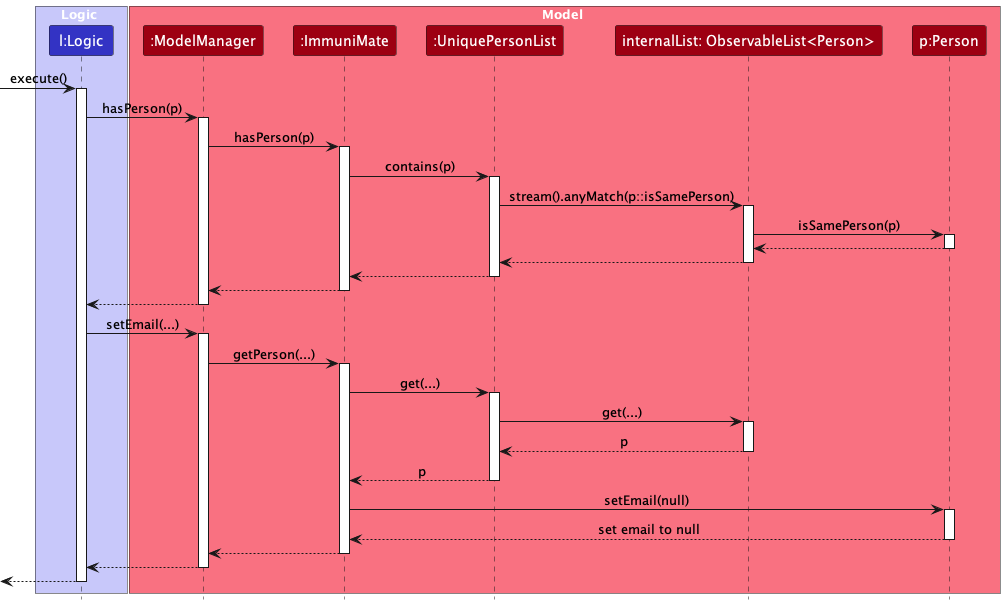 Logic
Model
l:Logic
:ModelManager
:ImmuniMate
:UniquePersonList
internalList: ObservableList<Person>
p:Person
execute()
hasPerson(p)
hasPerson(p)
contains(p)
stream().anyMatch(p::isSamePerson)
isSamePerson(p)
setEmail(...)
getPerson(...)
get(...)
get(...)
p
p
setEmail(null)
set email to null